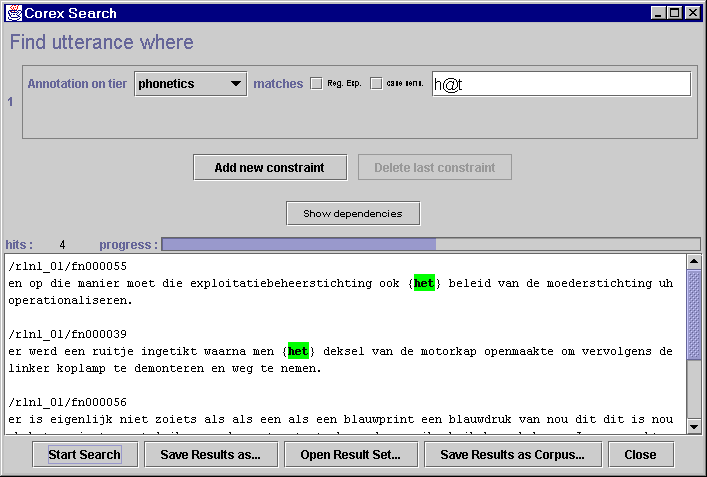 Corex Search
Find utterance where
1
Annotation on tier phonetics matches Reg. Exp. case sens. h@t
Add new constraint Delete last constraint
Show dependencies
hits : 4 progress :
/rlnl_01/fn000055
en op die manier moet die exploitatiebeheerstichting ook {het} beleid van de moederstichting uh
operationaliseren.
/rlnl_01/fn000039
er werd een ruitje ingetikt waarna men {het} deksel van de motorkap openmaakte om vervolgens de
linker koplamp te demonteren en weg te nemen.
/rlnl_01/fn000056
er is eigenlijk niet zoiets als als een als een blauwprint een blauwdruk van nou dit dit is nou
Start Search Save Results as... Open Result Set... Save Results as Corpus... Close